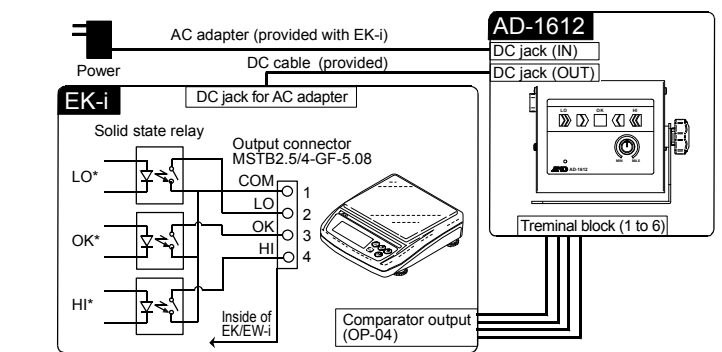 AC adapter (provided with EK-i)
Power
DC cable (provided)
AD-1612
DC jack (IN)
DC jack (OUT)
EK-i
DC jack for AC adapter
Solid state relay
Output connector
MSTB2.5/4-GF-5.08
LO*
OK*
HI*
COM
LO
OK
HI
1
2
3
4
Inside of
EK/EW-i
Comparator output
(OP-04)
LO OK HI
MIN MAX
AND AD-1612
Treminal block (1 to 6)